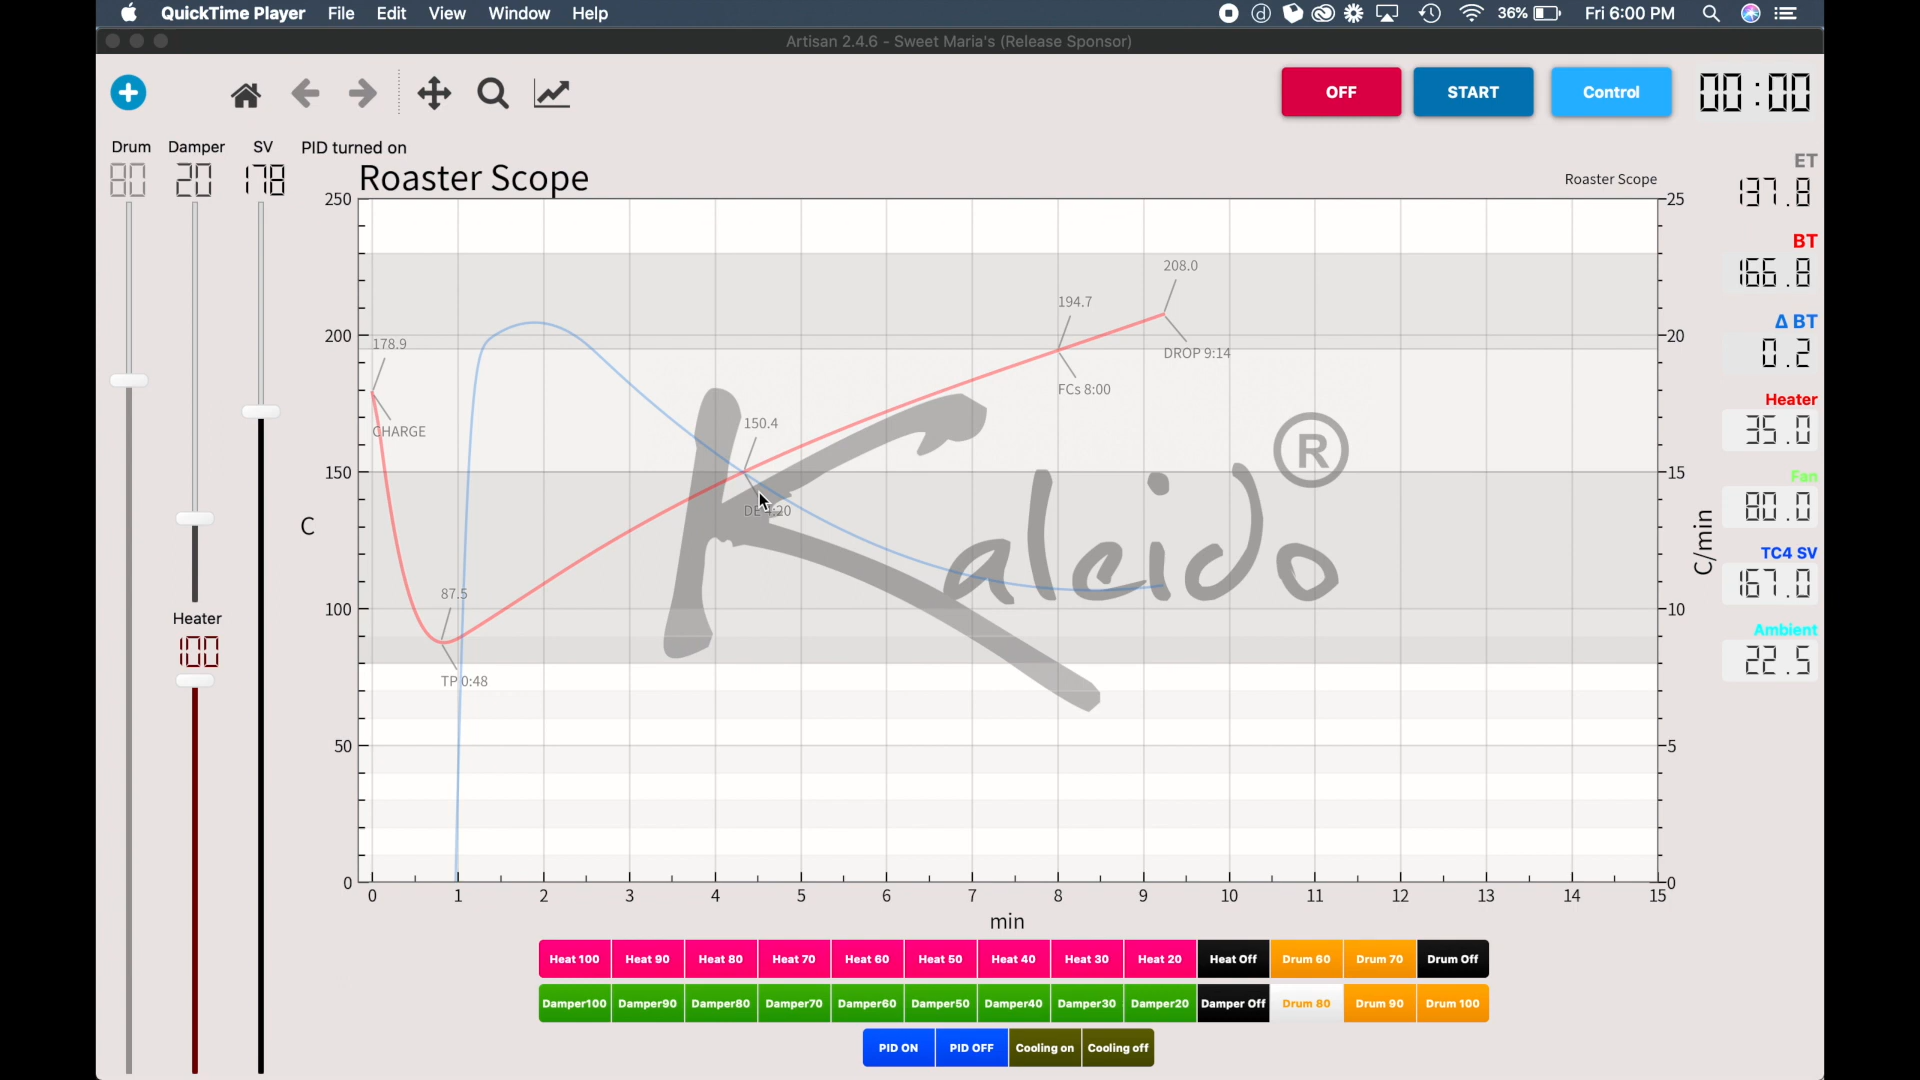 QuickTime Player File Edit View Window Help
36% Fri 6:00 PM
Artisan 2.4.6 - Sweet Maria's (Release Sponsor)
OFF START Control 00:00
Drum Damper SV PID turned on
80 20 178
Roaster Scope
Roaster Scope
ET
137.8
BT
166.8
Δ BT
0.2
Heater
35.0
Fan
80.0
TC4 SV
167.0
Ambient
22.5
Heater
100
250
200
150
100
50
0
C
25
20
15
10
5
0
C/min
178.9
CHARGE
87.5
TP 0:48
150.4
DE 4:20
194.7
FCs 8:00
208.0
DROP 9:14
Kaleido ®
0 1 2 3 4 5 6 7 8 9 10 11 12 13 14 15
min
Heat 100 Heat 90 Heat 80 Heat 70 Heat 60 Heat 50 Heat 40 Heat 30 Heat 20 Heat Off Drum 60 Drum 70 Drum Off
Damper100 Damper90 Damper80 Damper70 Damper60 Damper50 Damper40 Damper30 Damper20 Damper Off Drum 80 Drum 90 Drum 100
PID ON PID OFF Cooling on Cooling off